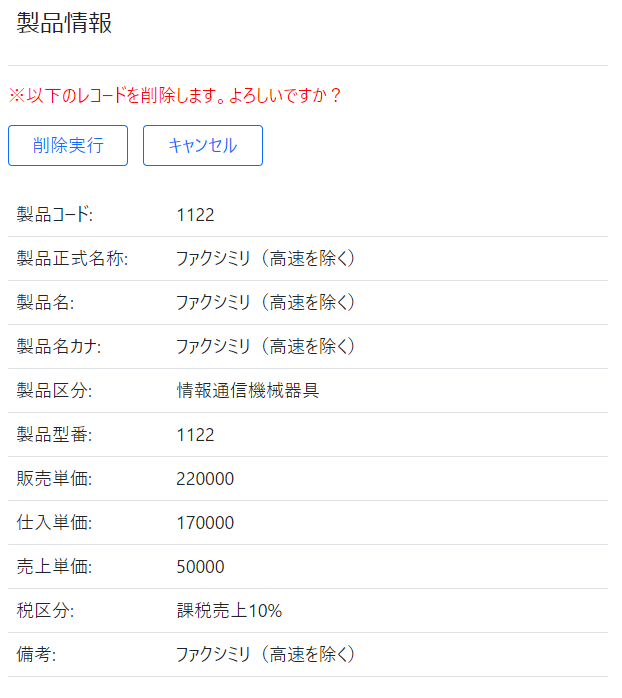 製品情報
※以下のレコードを削除します。よろしいですか？
削除実行 キャンセル
製品コード: 1122
製品正式名称: ファクシミリ（高速を除く）
製品名: ファクシミリ（高速を除く）
製品名カナ: ファクシミリ（高速を除く）
製品区分: 情報通信機械器具
製品型番: 1122
販売単価: 220000
仕入単価: 170000
売上単価: 50000
税区分: 課税売上10%
備考: ファクシミリ（高速を除く）